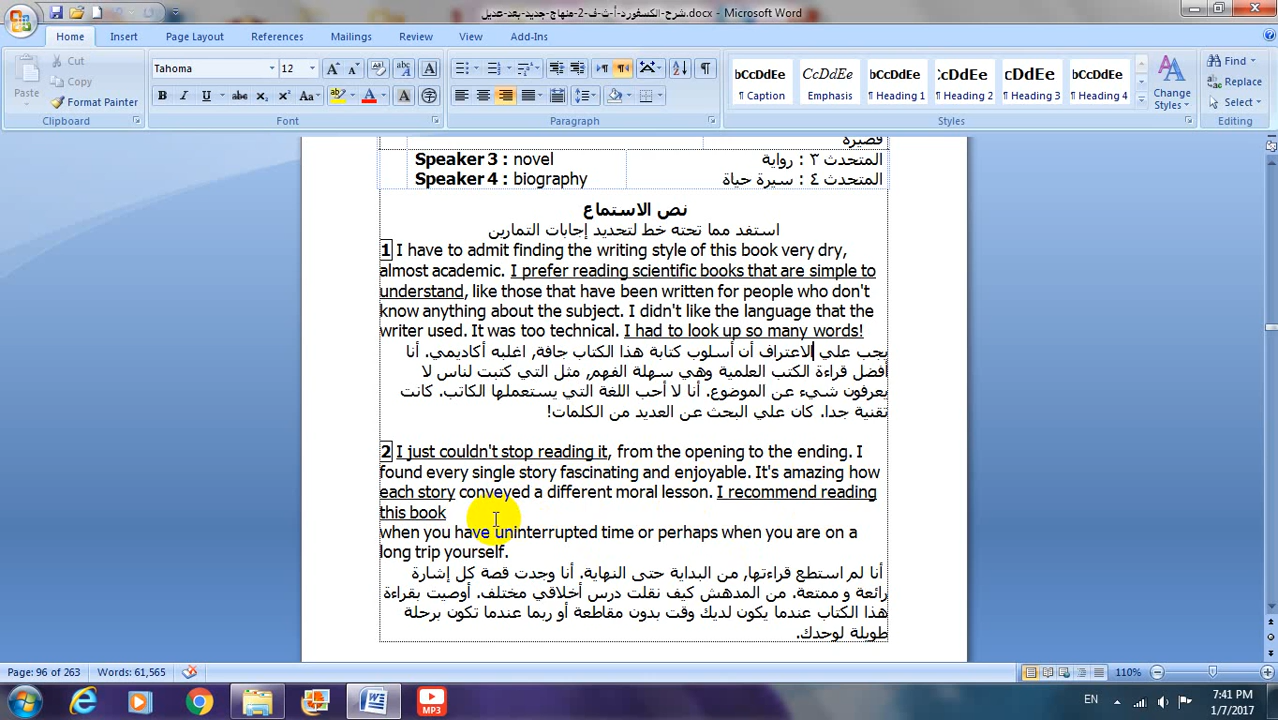 شرح-الكسفورد-أ-ث-ف-2-منهاج-جديد-بعد-عديل.docx - Microsoft Word
Home Insert Page Layout References Mailings Review View Add-Ins
Cut
Copy
Format Painter
Paste
Clipboard
Tahoma 12
Font
Paragraph
Caption Emphasis Heading 1 Heading 2 Heading 3 Heading 4
Change Styles
Styles
Find
Replace
Select
Editing
قصيرة
Speaker 3 : novel المتحدث ٣ : رواية
Speaker 4 : biography المتحدث ٤ : سيرة حياة
نص الاستماع
استفد مما تحته خط لتحديد إجابات التمارين
1 I have to admit finding the writing style of this book very dry,
almost academic. I prefer reading scientific books that are simple to
understand, like those that have been written for people who don't
know anything about the subject. I didn't like the language that the
writer used. It was too technical. I had to look up so many words!
يجب علي الاعتراف أن أسلوب كتابة هذا الكتاب جافة, اغلبه أكاديمي. أنا
أفضل قراءة الكتب العلمية وهي سهلة الفهم, مثل التي كتبت لناس لا
يعرفون شيء عن الموضوع. أنا لا أحب اللغة التي يستعملها الكاتب. كانت
تقنية جدا. كان علي البحث عن العديد من الكلمات!
2 I just couldn't stop reading it, from the opening to the ending. I
found every single story fascinating and enjoyable. It's amazing how
each story conveyed a different moral lesson. I recommend reading
this book
when you have uninterrupted time or perhaps when you are on a
long trip yourself.
أنا لم استطع قراءتها, من البداية حتى النهاية. أنا وجدت قصة كل إشارة
رائعة و ممتعة. من المدهش كيف نقلت درس أخلاقي مختلف. أوصيت بقراءة
هذا الكتاب عندما يكون لديك وقت بدون مقاطعة أو ربما عندما تكون برحلة
طويلة لوحدك.
Page: 96 of 263 Words: 61,565 110%
MP3
EN
7:41 PM
1/7/2017